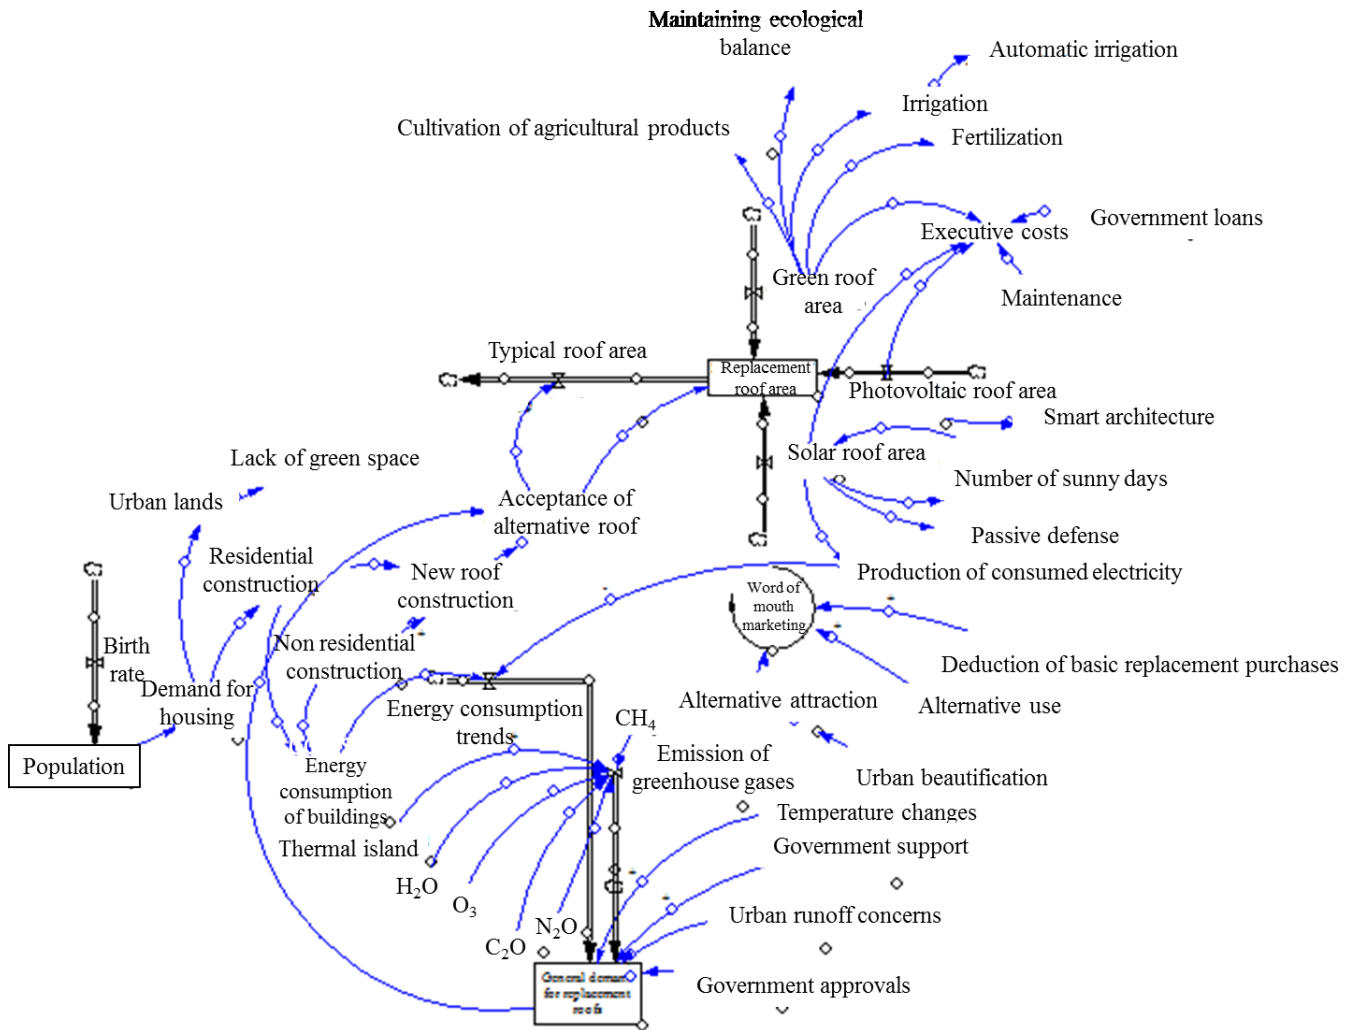 Maintaining ecological
balance
Automatic irrigation
Irrigation
Cultivation of agricultural products
Fertilization
Government loans
Executive costs
Green roof
area
Maintenance
Typical roof area
Replacement
roof area
Photovoltaic roof area
Smart architecture
Solar roof area
Lack of green space
Number of sunny days
Urban lands
Acceptance of
alternative roof
Passive defense
Residential
construction
New roof
construction
Production of consumed electricity
Word of
mouth
marketing
Non residential
construction
Birth
rate
Deduction of basic replacement purchases
Demand for
housing
Energy consumption
trends
Alternative attraction
Alternative use
CH4
Population
Energy
consumption
of buildings
Emission of
greenhouse gases
Urban beautification
Temperature changes
Thermal island
Government support
H2O
O3
N2O
C2O
Urban runoff concerns
General deman
for replacement
roofs
Government approvals